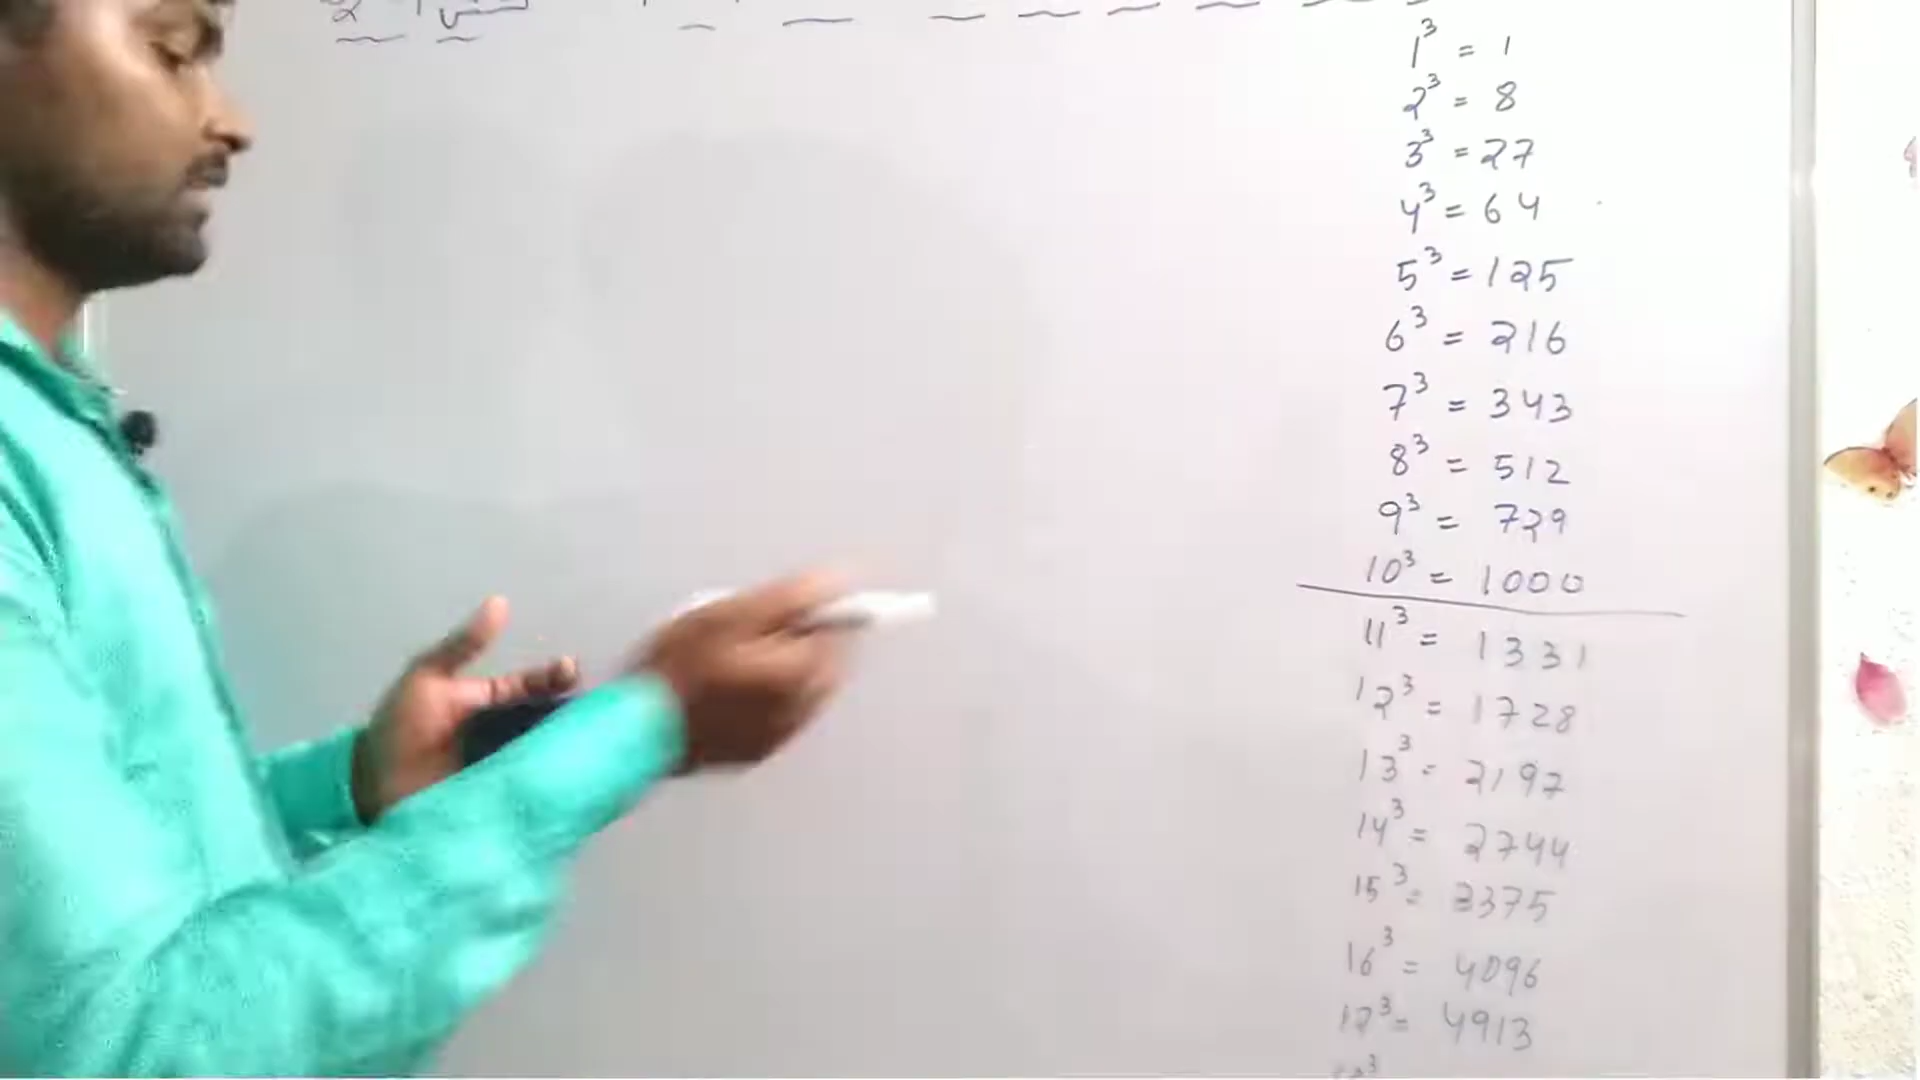 1³ = 1
2³ = 8
3³ = 27
4³ = 64
5³ = 125
6³ = 216
7³ = 343
8³ = 512
9³ = 729
10³ = 1000
11³ = 1331
12³ = 1728
13³ = 2197
14³ = 2744
15³ = 3375
16³ = 4096
17³ = 4913